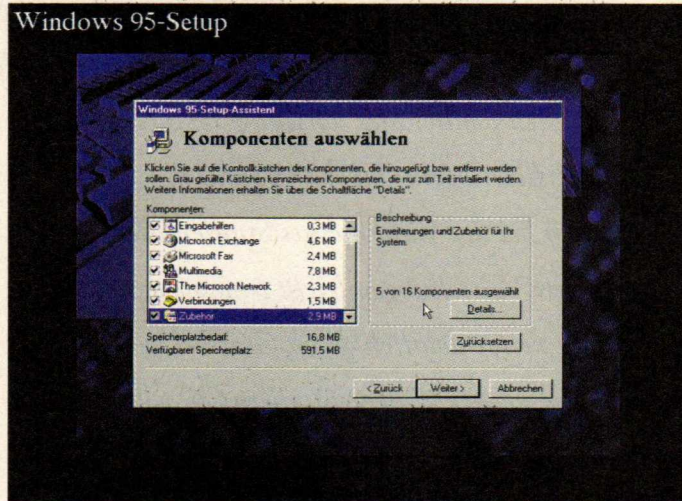 Windows 95-Setup
Windows 95-Setup-Assistent
Komponenten auswählen
Klicken Sie auf die Kontrollkästchen der Komponenten, die hinzugefügt bzw. entfernt werden
sollen. Grau gefüllte Kästchen kennzeichnen Komponenten, die nur zum Teil installiert werden.
Weitere Informationen erhalten Sie über die Schaltfläche "Details".
Komponenten:
Eingabehilfen 0,3 MB
Microsoft Exchange 4,6 MB
Microsoft Fax 2,4 MB
Multimedia 7,8 MB
The Microsoft Network 2,3 MB
Verbindungen 1,5 MB
Zubehör 2,9 MB
Speicherplatzbedarf: 16,8 MB
Verfügbarer Speicherplatz: 591,5 MB
Beschreibung
Erweiterungen und Zubehör für Ihr
System.
5 von 16 Komponenten ausgewählt
Details...
Zurücksetzen
< Zurück Weiter > Abbrechen